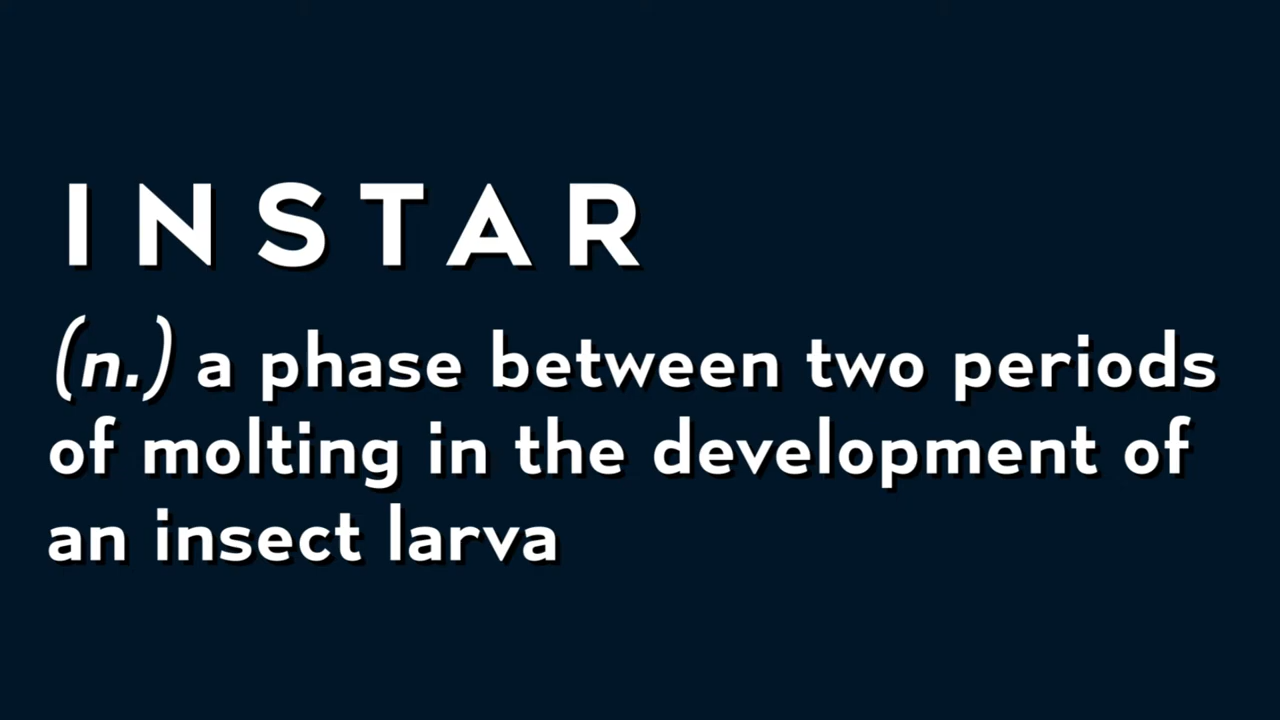 INSTAR
(n.) a phase between two periods
of molting in the development of
an insect larva